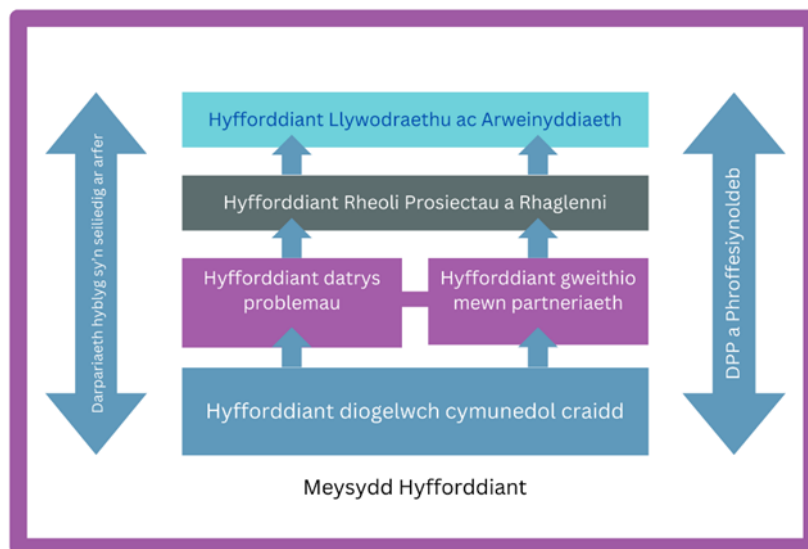 Hyfforddiant Llywodraethu ac Arweinyddiaeth
Hyfforddiant Rheoli Prosiectau a Rhaglenni
Hyfforddiant datrys
problemau
Hyfforddiant gweithio
mewn partneriaeth
Hyfforddiant diogelwch cymunedol craidd
Darpariaeth hyblyg sy'n seiliedig ar arfer
DPP a Phroffesiynoldeb
Meysydd Hyfforddiant